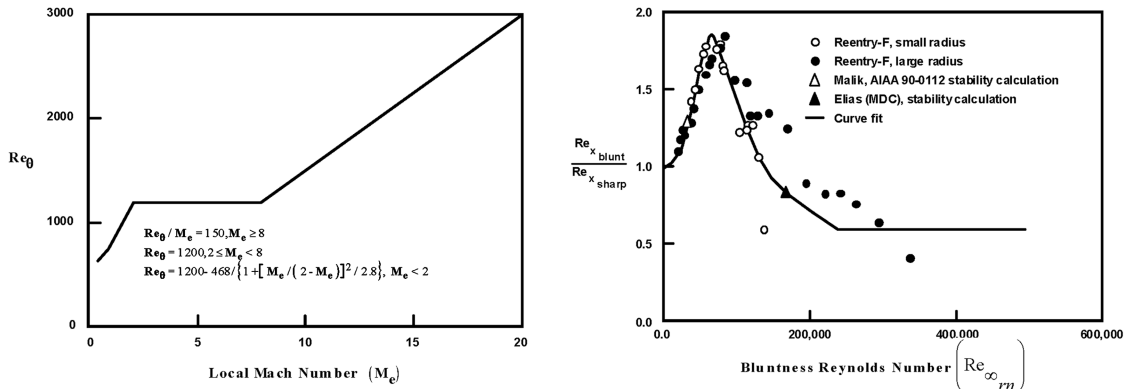 3000
2000
1000
0
Re_θ
Re_θ / M_e = 150, M_e ≥ 8
Re_θ = 1200, 2 ≤ M_e < 8
Re_θ = 1200 - 468/{1+[M_e/(2 - M_e)]² / 2.8}, M_e < 2
0 5 10 15 20
Local Mach Number (M_e)
2.0
1.5
1.0
0.5
0.0
Re_x blunt
Re_x sharp
Reentry-F, small radius
Reentry-F, large radius
Malik, AIAA 90-0112 stability calculation
Elias (MDC), stability calculation
Curve fit
0.0 200,000 400.000 600,000
Bluntness Reynolds Number (Re_∞ rn)